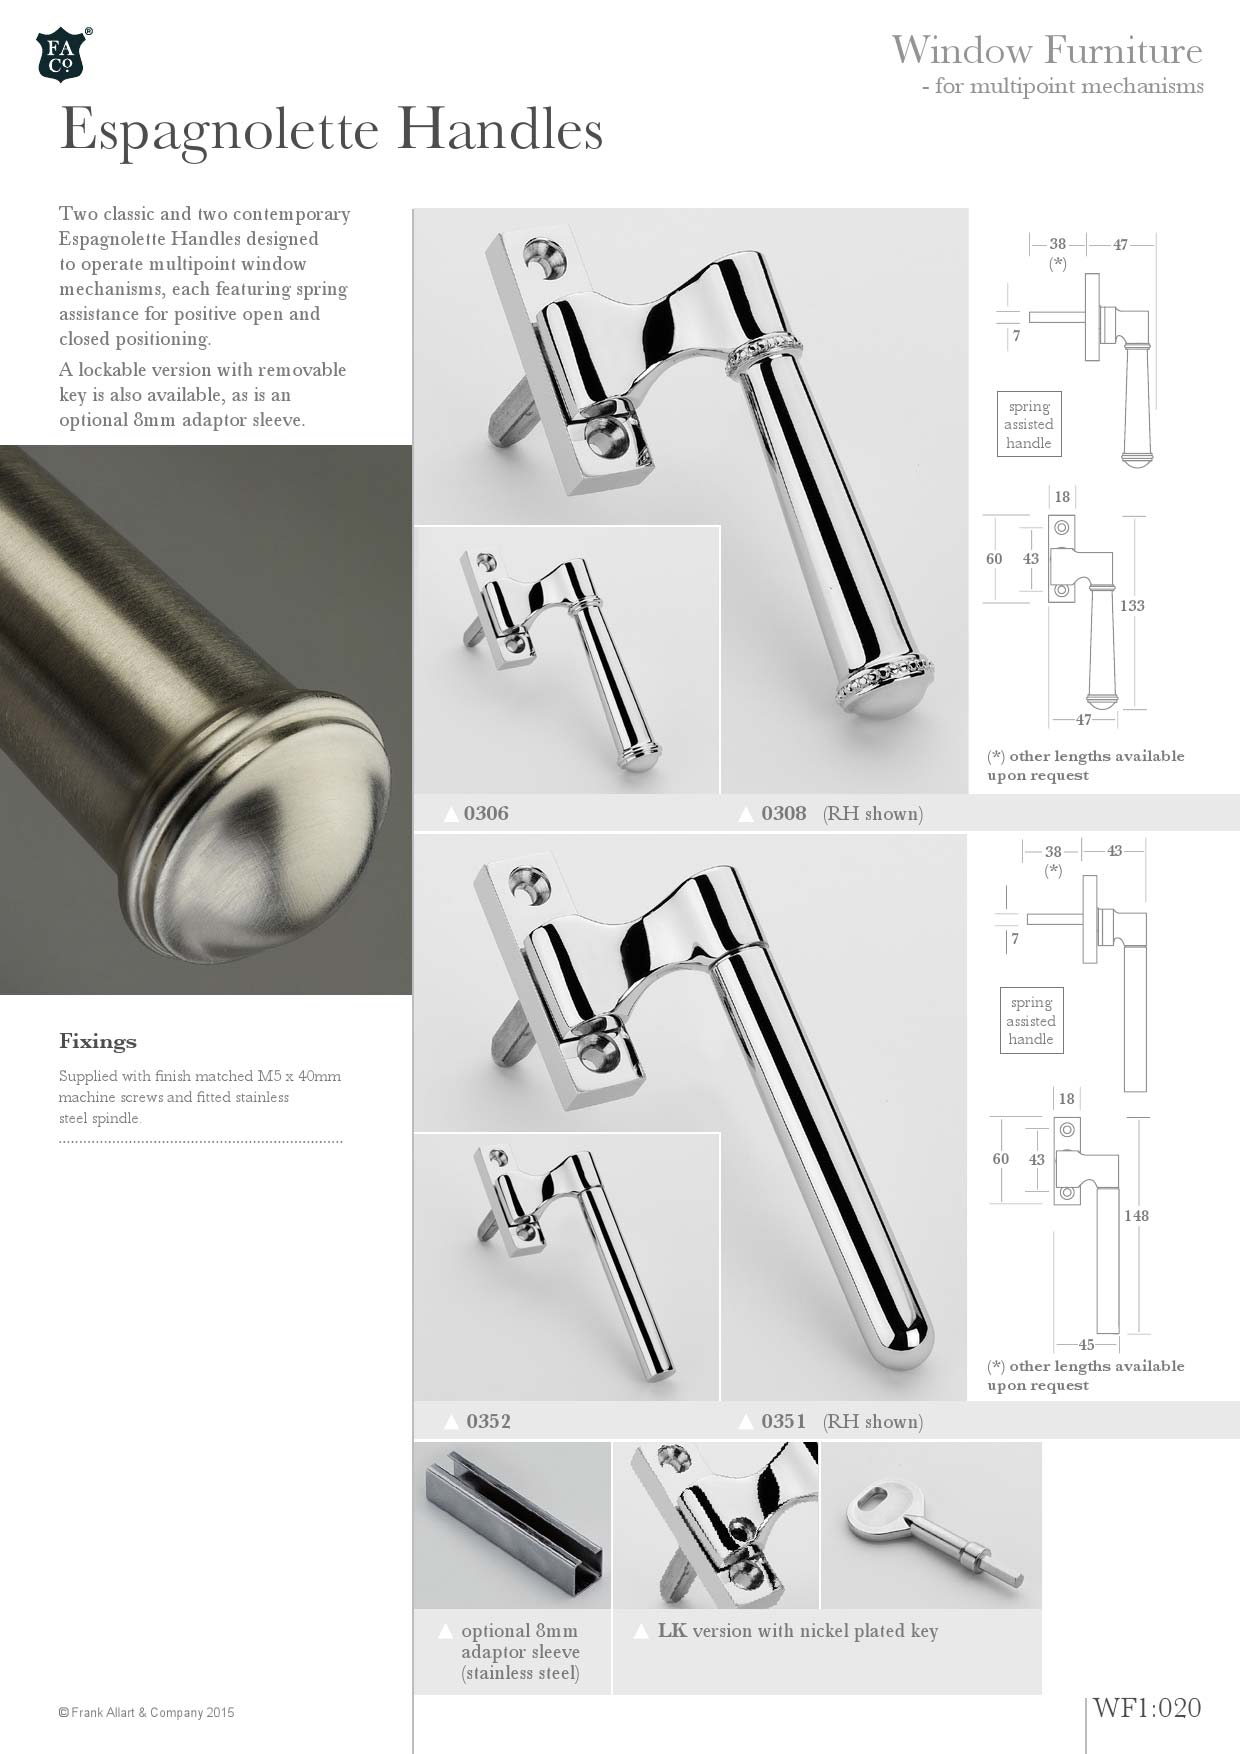 FA
Co.
®
Window Furniture
- for multipoint mechanisms
Espagnolette Handles
Two classic and two contemporary
Espagnolette Handles designed
to operate multipoint window
mechanisms, each featuring spring
assistance for positive open and
closed positioning.
A lockable version with removable
key is also available, as is an
optional 8mm adaptor sleeve.
38
47
(*)
7
spring
assisted
handle
18
60
43
133
47
(*) other lengths available
upon request
0306
0308 (RH shown)
38
43
(*)
7
spring
assisted
handle
18
60
43
148
45
(*) other lengths available
upon request
0352
0351 (RH shown)
Fixings
Supplied with finish matched M5 x 40mm
machine screws and fitted stainless
steel spindle.
optional 8mm
adaptor sleeve
(stainless steel)
LK version with nickel plated key
© Frank Allart & Company 2015
WF1:020